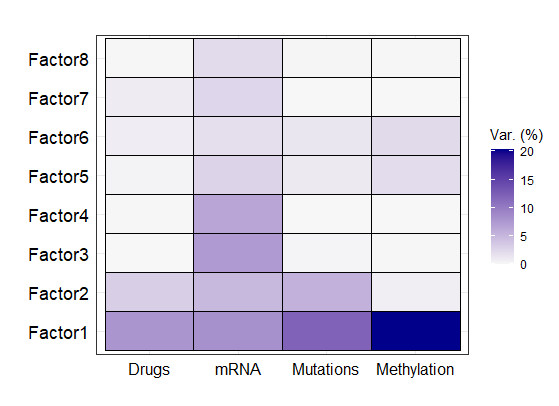 Factor8
Factor7
Factor6
Factor5
Factor4
Factor3
Factor2
Factor1
Drugs mRNA Mutations Methylation
Var. (%)
20
15
10
5
0